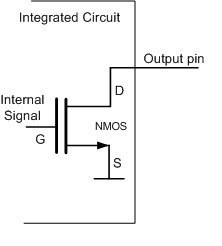 Integrated Circuit
Output pin
D
Internal
Signal
NMOS
G
S